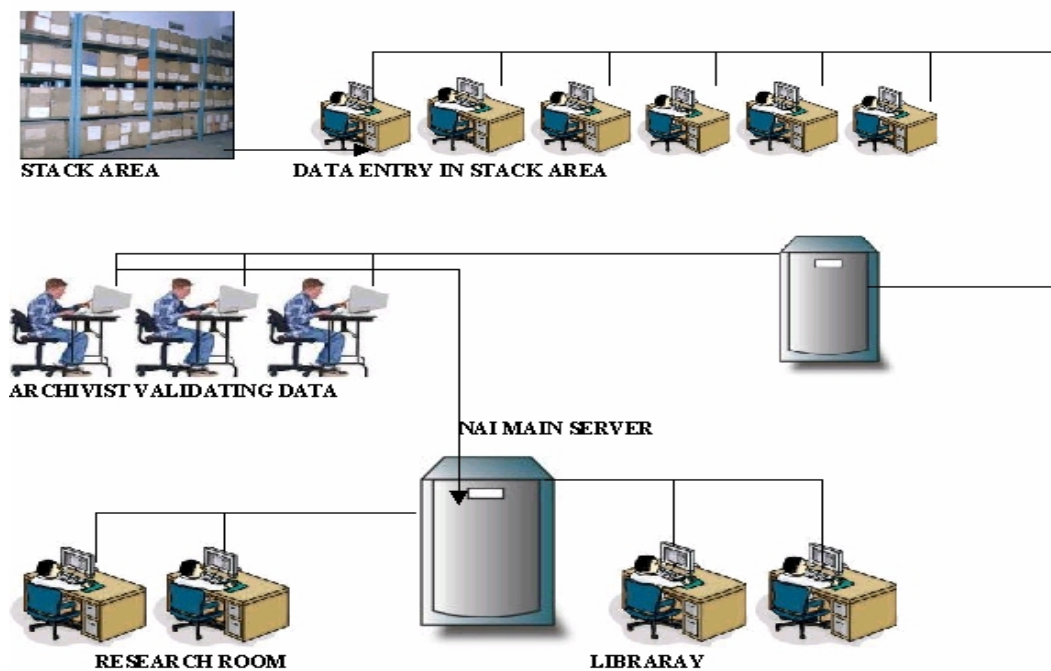 STACK AREA
DATA ENTRY IN STACK AREA
ARCHIVIST VALIDATING DATA
NAI MAIN SERVER
RESEARCH ROOM
LIBRARAY